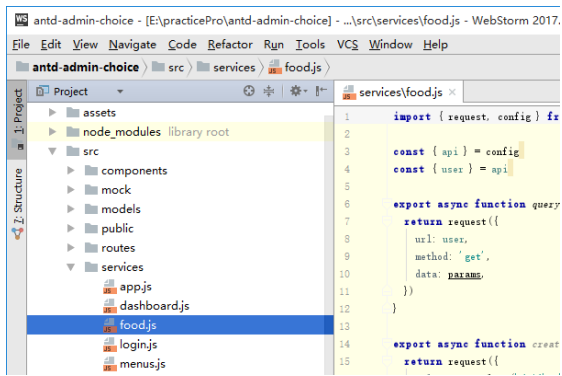 antd-admin-choice - [E:\practicePro\antd-admin-choice] - ...\src\services\food.js - WebStorm 2017.
File Edit View Navigate Code Refactor Run Tools VCS Window Help
antd-admin-choice src services food.js
1: Project
7: Structure
Project
assets
node_modules library root
src
components
mock
models
public
routes
services
app.js
dashboard.js
food.js
login.js
menus.js
services\food.js
1 import { request, config } fr
2
3 const { api } = config
4 const { user } = api
5
6 export async function query
7 return request({
8 url: user,
9 method: 'get',
10 data: params,
11 })
12 }
13
14 export async function creat
15 return request({